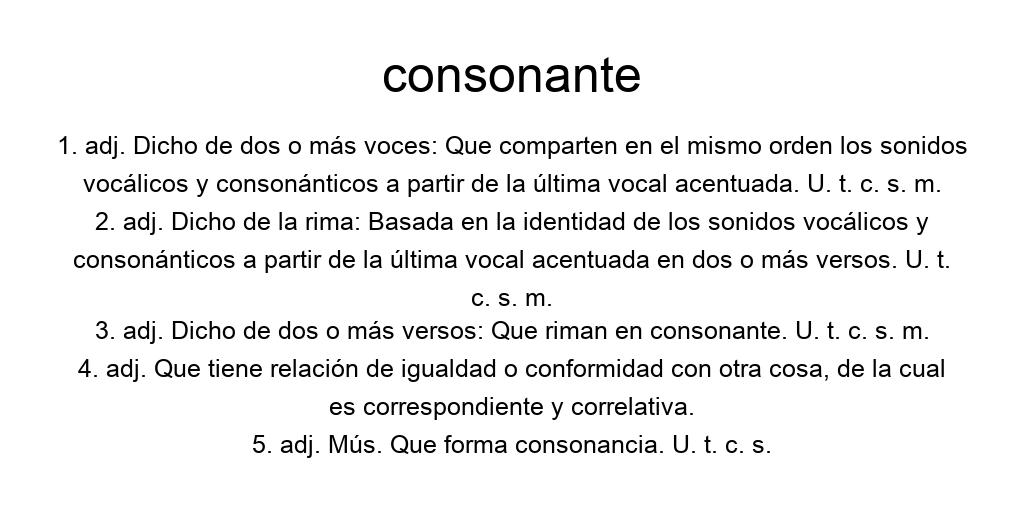 consonante
1. adj. Dicho de dos o más voces: Que comparten en el mismo orden los sonidos
vocálicos y consonánticos a partir de la última vocal acentuada. U. t. c. s. m.
2. adj. Dicho de la rima: Basada en la identidad de los sonidos vocálicos y
consonánticos a partir de la última vocal acentuada en dos o más versos. U. t.
c. s. m.
3. adj. Dicho de dos o más versos: Que riman en consonante. U. t. c. s. m.
4. adj. Que tiene relación de igualdad o conformidad con otra cosa, de la cual
es correspondiente y correlativa.
5. adj. Mús. Que forma consonancia. U. t. c. s.